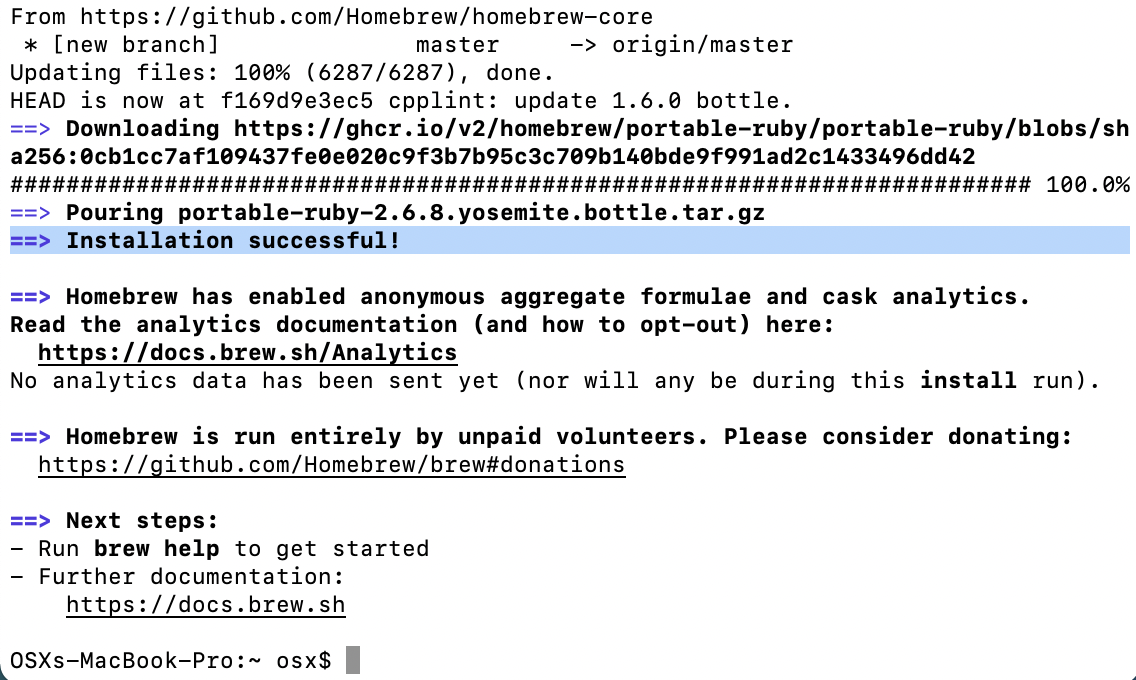 From https://github.com/Homebrew/homebrew-core
 * [new branch]              master     -> origin/master
Updating files: 100% (6287/6287), done.
HEAD is now at f169d9e3ec5 cpplint: update 1.6.0 bottle.
==> Downloading https://ghcr.io/v2/homebrew/portable-ruby/portable-ruby/blobs/sh
a256:0cb1cc7af109437fe0e020c9f3b7b95c3c709b140bde9f991ad2c1433496dd42
######################################################################### 100.0%
==> Pouring portable-ruby-2.6.8.yosemite.bottle.tar.gz
==> Installation successful!

==> Homebrew has enabled anonymous aggregate formulae and cask analytics.
Read the analytics documentation (and how to opt-out) here:
  https://docs.brew.sh/Analytics
No analytics data has been sent yet (nor will any be during this install run).

==> Homebrew is run entirely by unpaid volunteers. Please consider donating:
  https://github.com/Homebrew/brew#donations

==> Next steps:
- Run brew help to get started
- Further documentation:
    https://docs.brew.sh

OSXs-MacBook-Pro:~ osx$